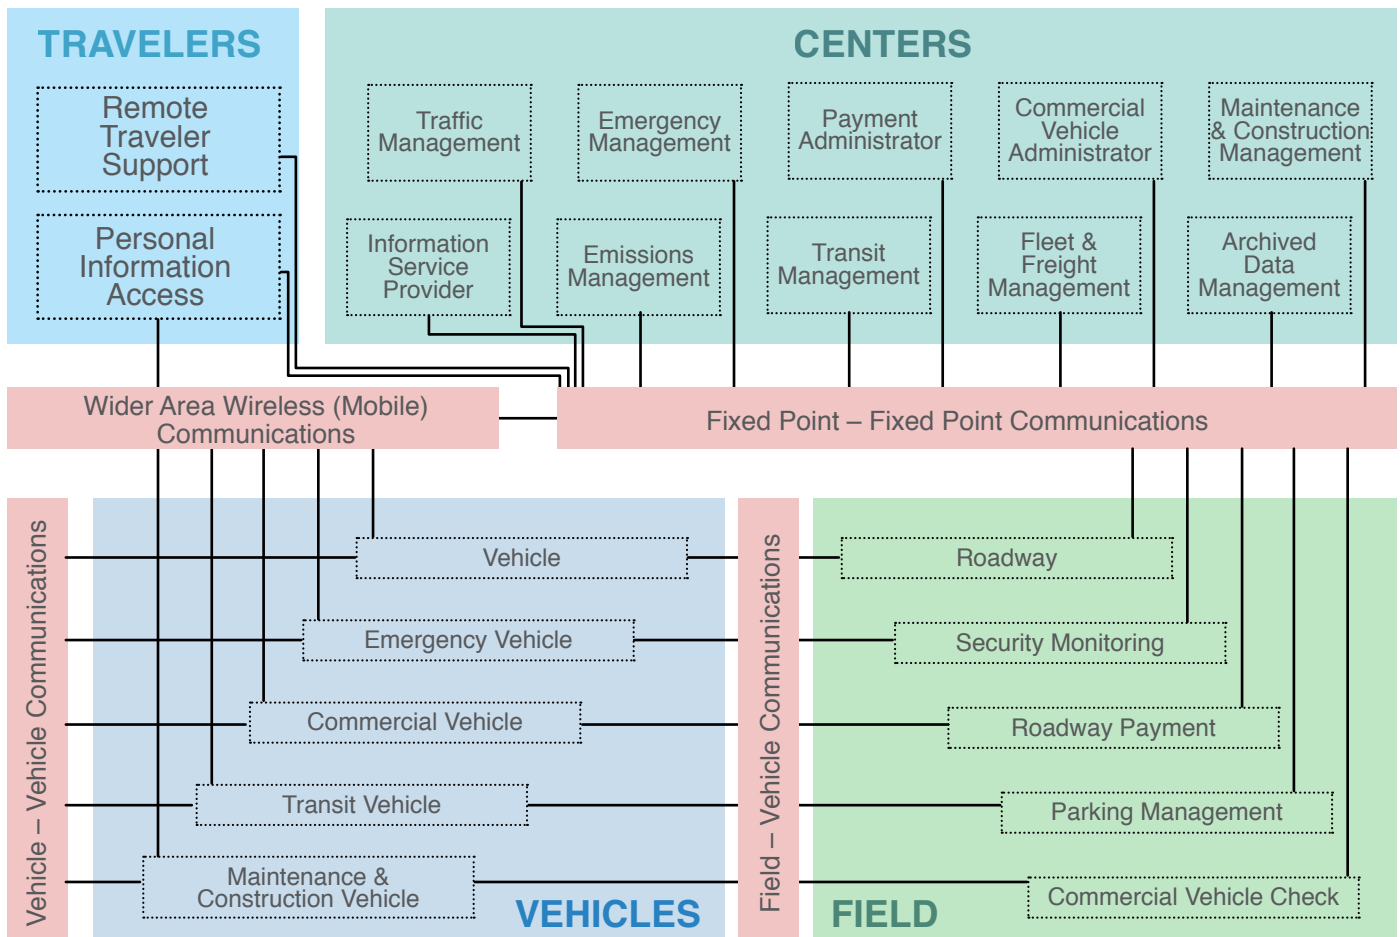 TRAVELERS
Remote
Traveler
Support
Personal
Information
Access
CENTERS
Traffic
Management
Emergency
Management
Payment
Administrator
Commercial
Vehicle
Administrator
Maintenance
& Construction
Management
Information
Service
Provider
Emissions
Management
Transit
Management
Fleet &
Freight
Management
Archived
Data
Management
Wider Area Wireless (Mobile)
Communications
Fixed Point – Fixed Point Communications
Vehicle – Vehicle Communications
Vehicle
Emergency Vehicle
Commercial Vehicle
Transit Vehicle
Maintenance &
Construction Vehicle
VEHICLES
Field – Vehicle Communications
Roadway
Security Monitoring
Roadway Payment
Parking Management
Commercial Vehicle Check
FIELD